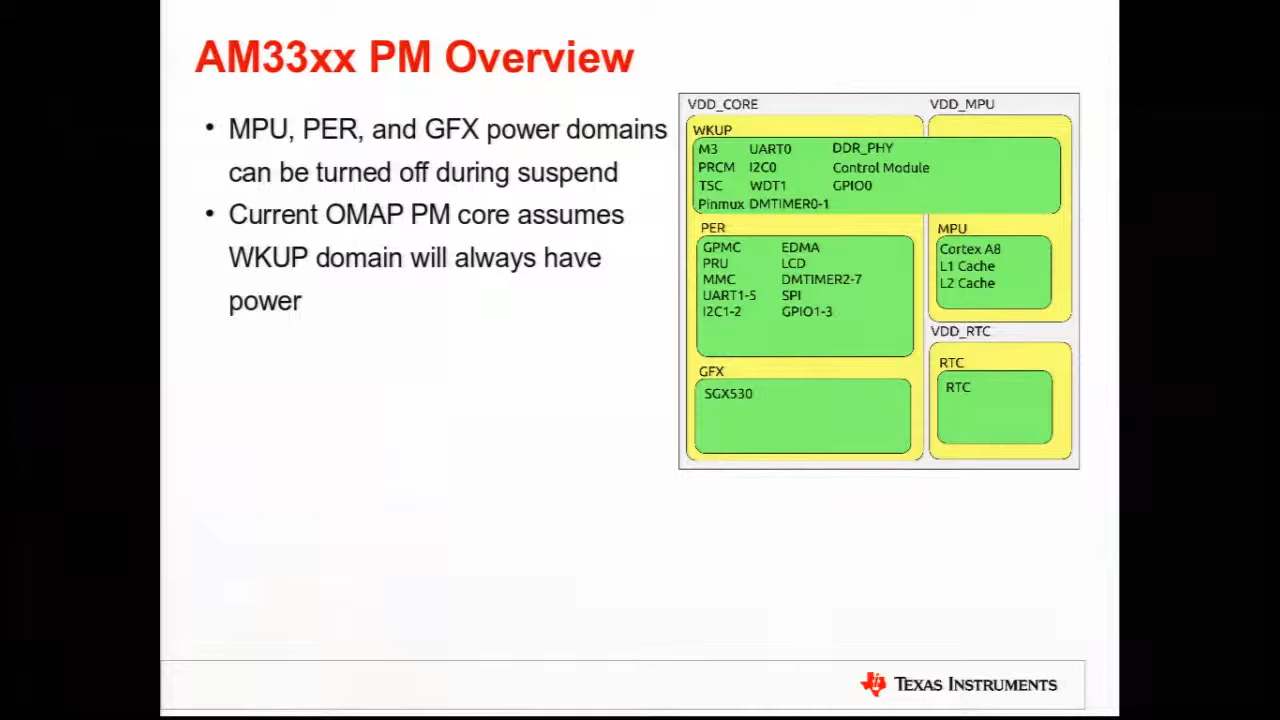 AM33xx PM Overview
• MPU, PER, and GFX power domains
can be turned off during suspend
• Current OMAP PM core assumes
WKUP domain will always have
power
VDD_CORE VDD_MPU
WKUP
M3 UART0 DDR_PHY
PRCM I2C0 Control Module
TSC WDT1 GPIO0
Pinmux DMTIMER0-1
PER
GPMC EDMA
PRU LCD
MMC DMTIMER2-7
UART1-5 SPI
I2C1-2 GPIO1-3
MPU
Cortex A8
L1 Cache
L2 Cache
GFX
SGX530
VDD_RTC
RTC
RTC
TEXAS INSTRUMENTS